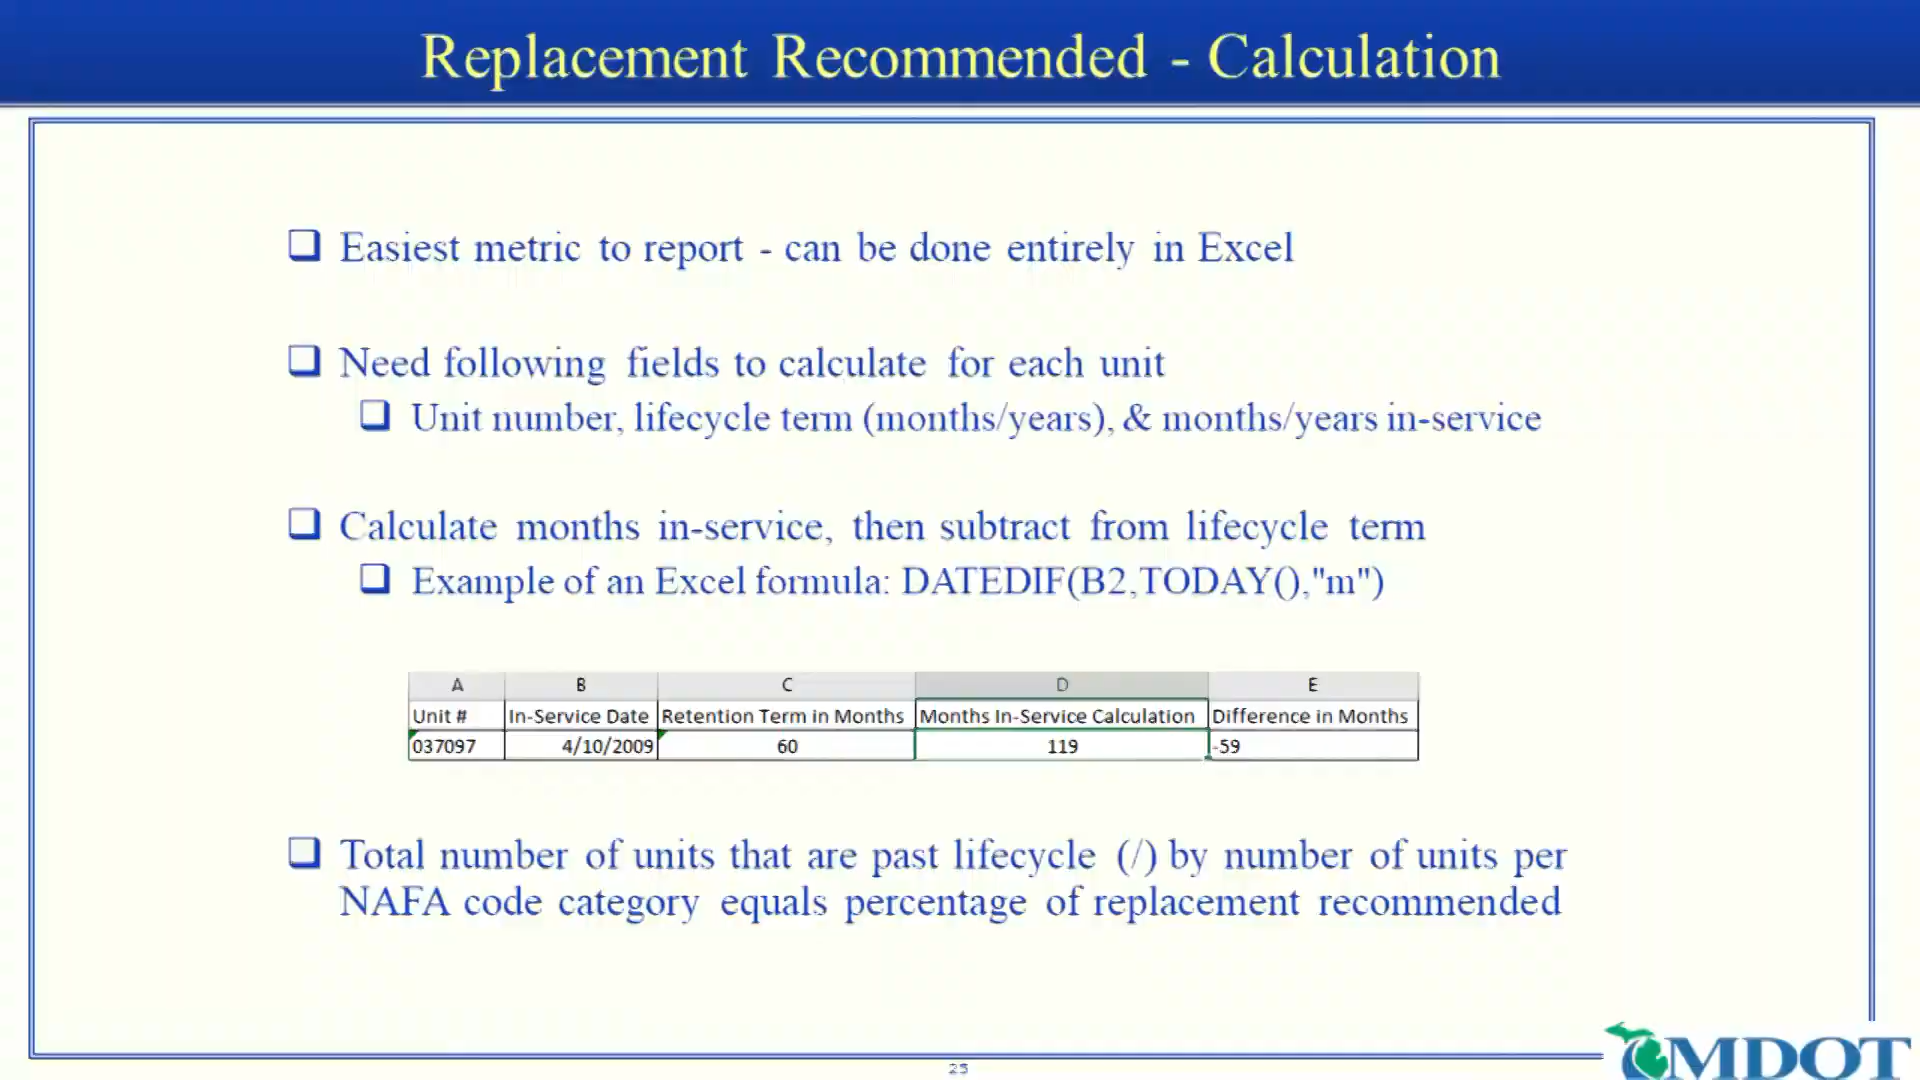 Replacement Recommended - Calculation
Easiest metric to report - can be done entirely in Excel
Need following fields to calculate for each unit
Unit number, lifecycle term (months/years), & months/years in-service
Calculate months in-service, then subtract from lifecycle term
Example of an Excel formula: DATEDIF(B2,TODAY(),"m")
A B C D E
Unit # In-Service Date Retention Term in Months Months In-Service Calculation Difference in Months
037097 4/10/2009 60 119 -59
Total number of units that are past lifecycle (/) by number of units per
NAFA code category equals percentage of replacement recommended
25
MDOT